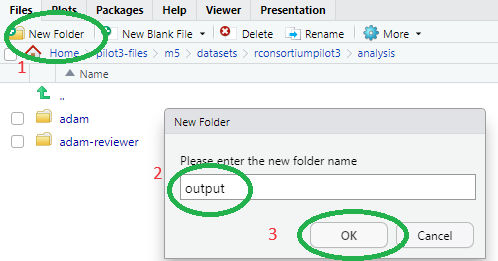 Files Plots Packages Help Viewer Presentation
New Folder New Blank File Delete Rename More
1
Home pilot3-files m5 datasets rconsortiumpilot3 analysis
Name
..
adam
adam-reviewer
New Folder
Please enter the new folder name
2
output
3
OK Cancel